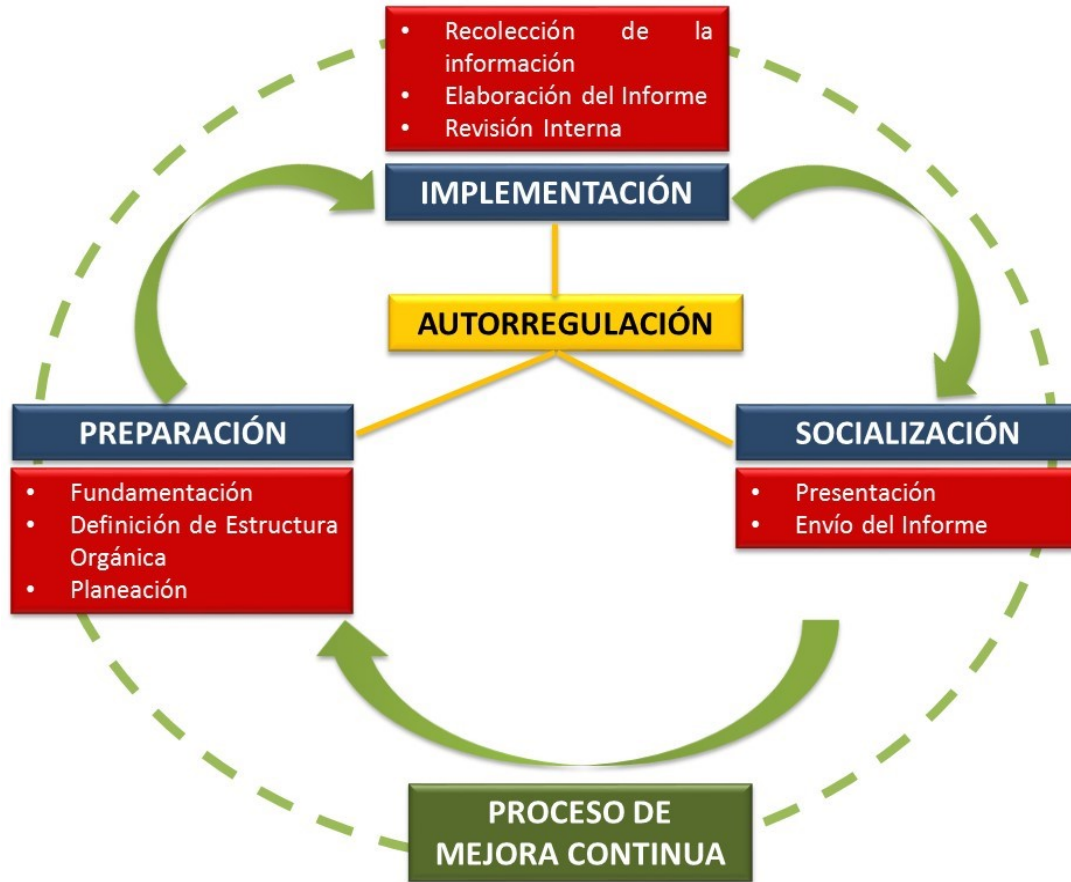 • Recolección de la
información
• Elaboración del Informe
• Revisión Interna
IMPLEMENTACIÓN
AUTORREGULACIÓN
PREPARACIÓN
• Fundamentación
• Definición de Estructura
Orgánica
• Planeación
SOCIALIZACIÓN
• Presentación
• Envío del Informe
PROCESO DE
MEJORA CONTINUA